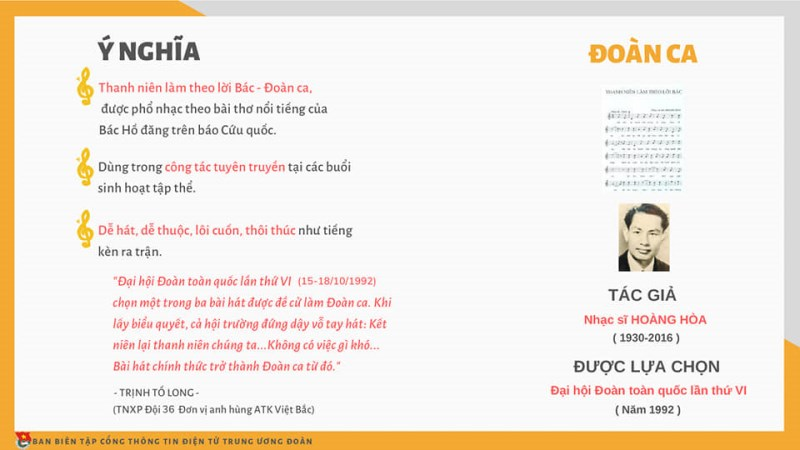 Ý NGHĨA
Thanh niên làm theo lời Bác - Đoàn ca,
được phổ nhạc theo bài thơ nổi tiếng của
Bác Hồ đăng trên báo Cứu quốc.
Dùng trong công tác tuyên truyền tại các buổi
sinh hoạt tập thể.
Dễ hát, dễ thuộc, lôi cuốn, thôi thúc như tiếng
kèn ra trận.
"Đại hội Đoàn toàn quốc lần thứ VI (15-18/10/1992)
chọn một trong ba bài hát được đề cử làm Đoàn ca. Khi
lấy biểu quyết, cả hội trường đứng dậy vỗ tay hát: Kết
niên lại thanh niên chúng ta...Không có việc gì khó...
Bài hát chính thức trở thành Đoàn ca từ đó."
- TRỊNH TỐ LONG -
(TNXP Đội 36 Đơn vị anh hùng ATK Việt Bắc)
ĐOÀN CA
THANH NIÊN LÀM THEO LỜI BÁC
TÁC GIẢ
Nhạc sĩ HOÀNG HÒA
( 1930-2016 )
ĐƯỢC LỰA CHỌN
Đại hội Đoàn toàn quốc lần thứ VI
( Năm 1992 )
BAN BIÊN TẬP CỔNG THÔNG TIN ĐIỆN TỬ TRUNG ƯƠNG ĐOÀN